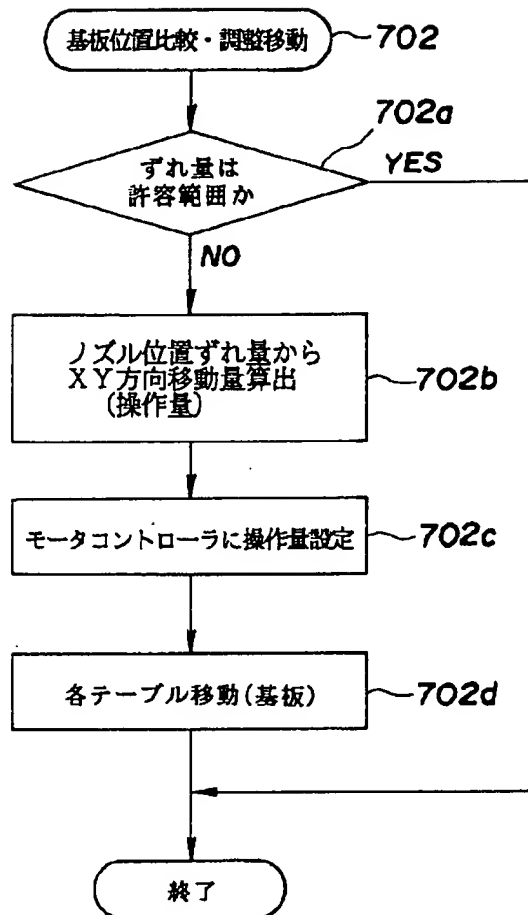 基板位置比較・調整移動
702
702a
ずれ量は
許容範囲か
YES
NO
ノズル位置ずれ量から
XY方向移動量算出
(操作量)
702b
モータコントローラに操作量設定
702c
各テーブル移動(基板)
702d
終了